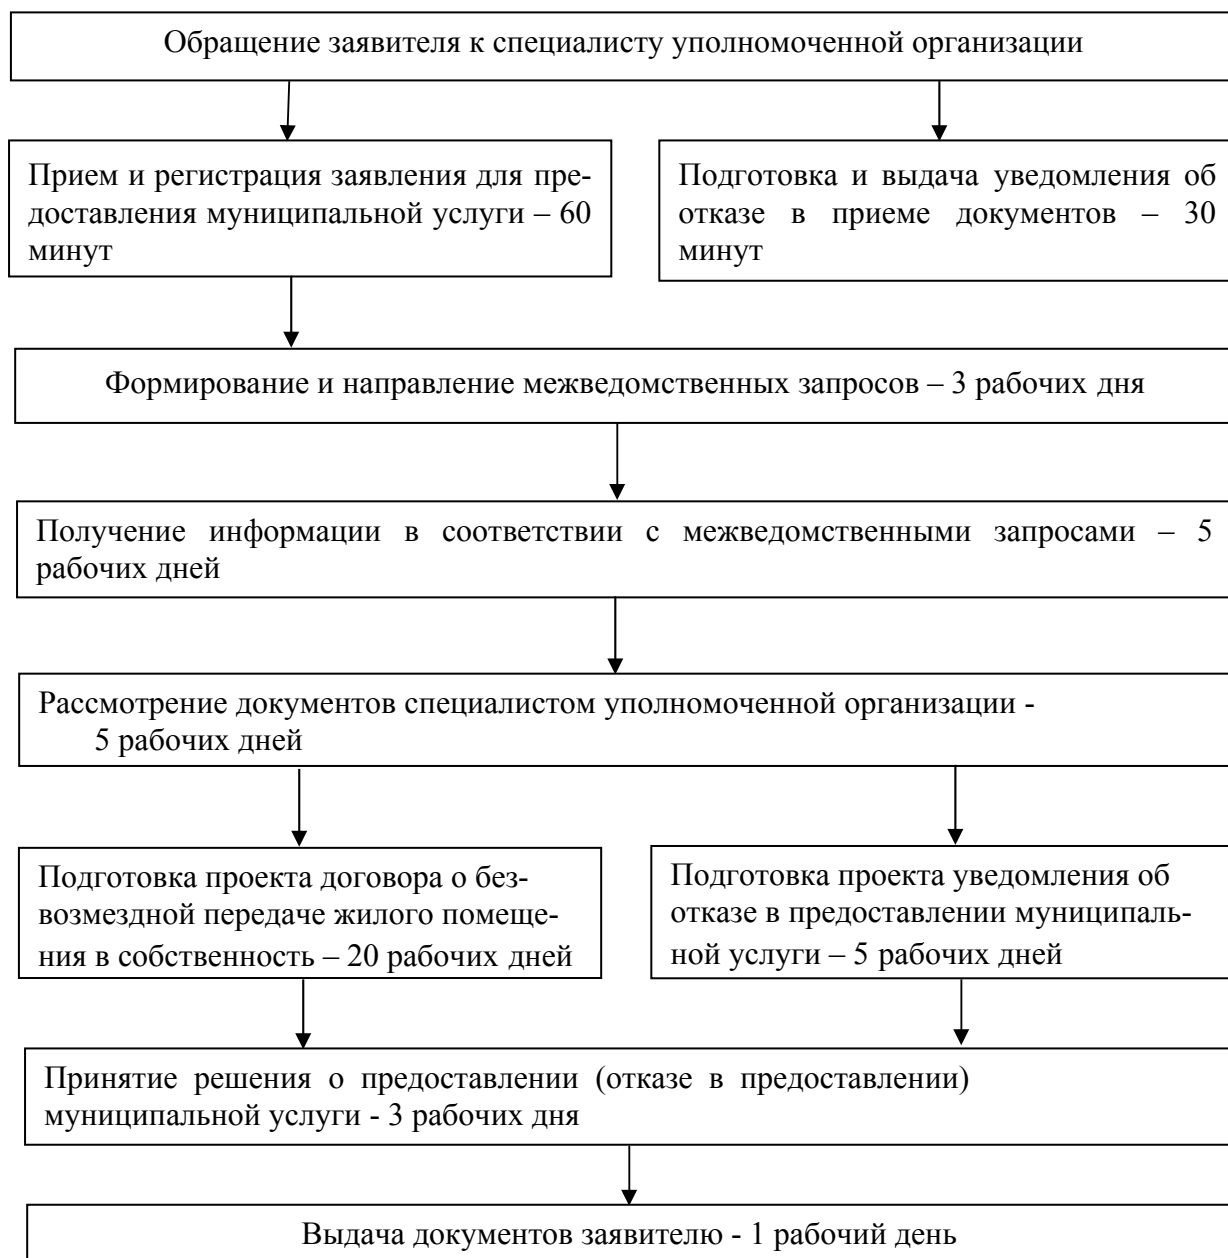 Обращение заявителя к специалисту уполномоченной организации
Прием и регистрация заявления для пре-
доставления муниципальной услуги – 60
минут
Подготовка и выдача уведомления об
отказе в приеме документов – 30
минут
Формирование и направление межведомственных запросов – 3 рабочих дня
Получение информации в соответствии с межведомственными запросами – 5
рабочих дней
Рассмотрение документов специалистом уполномоченной организации -
5 рабочих дней
Подготовка проекта договора о без-
возмездной передаче жилого помеще-
ния в собственность – 20 рабочих дней
Подготовка проекта уведомления об
отказе в предоставлении муниципаль-
ной услуги – 5 рабочих дней
Принятие решения о предоставлении (отказе в предоставлении)
муниципальной услуги - 3 рабочих дня
Выдача документов заявителю - 1 рабочий день